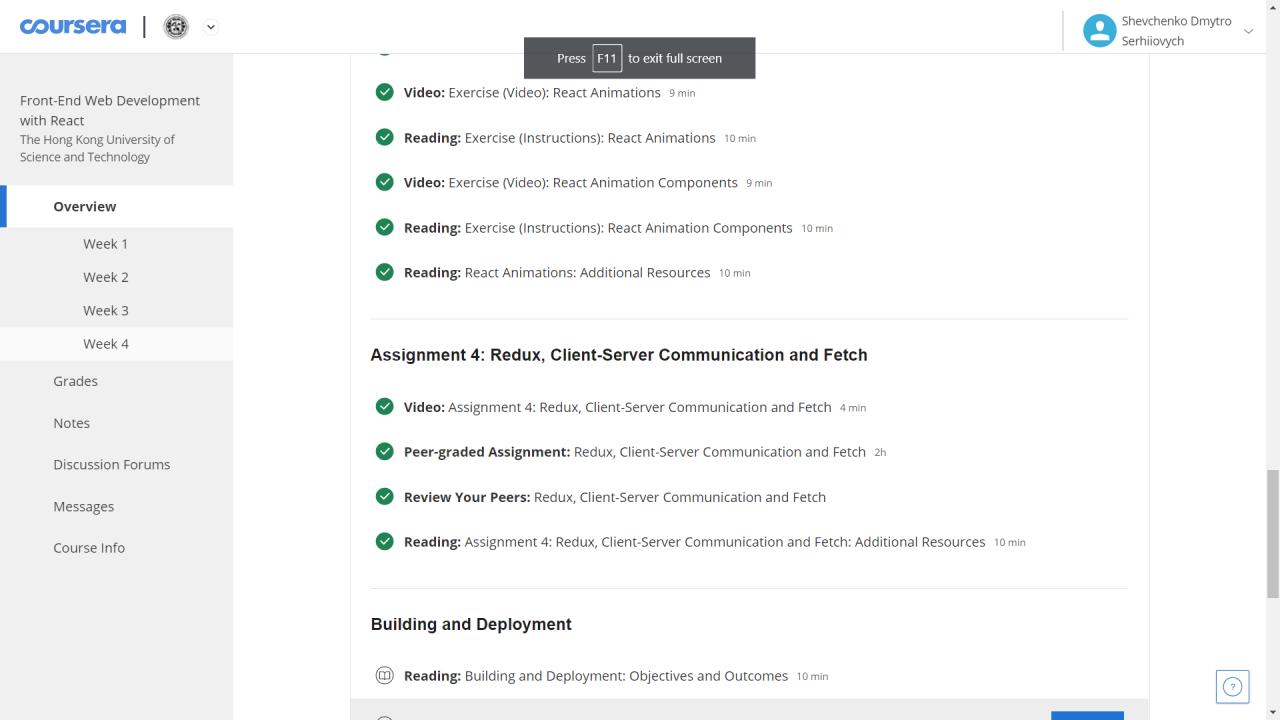 coursera
Shevchenko Dmytro
Serhiiovych
Press F11 to exit full screen
Front-End Web Development
with React
The Hong Kong University of
Science and Technology
Overview
Week 1
Week 2
Week 3
Week 4
Grades
Notes
Discussion Forums
Messages
Course Info
Video: Exercise (Video): React Animations 9 min
Reading: Exercise (Instructions): React Animations 10 min
Video: Exercise (Video): React Animation Components 9 min
Reading: Exercise (Instructions): React Animation Components 10 min
Reading: React Animations: Additional Resources 10 min
Assignment 4: Redux, Client-Server Communication and Fetch
Video: Assignment 4: Redux, Client-Server Communication and Fetch 4 min
Peer-graded Assignment: Redux, Client-Server Communication and Fetch 2h
Review Your Peers: Redux, Client-Server Communication and Fetch
Reading: Assignment 4: Redux, Client-Server Communication and Fetch: Additional Resources 10 min
Building and Deployment
Reading: Building and Deployment: Objectives and Outcomes 10 min
?